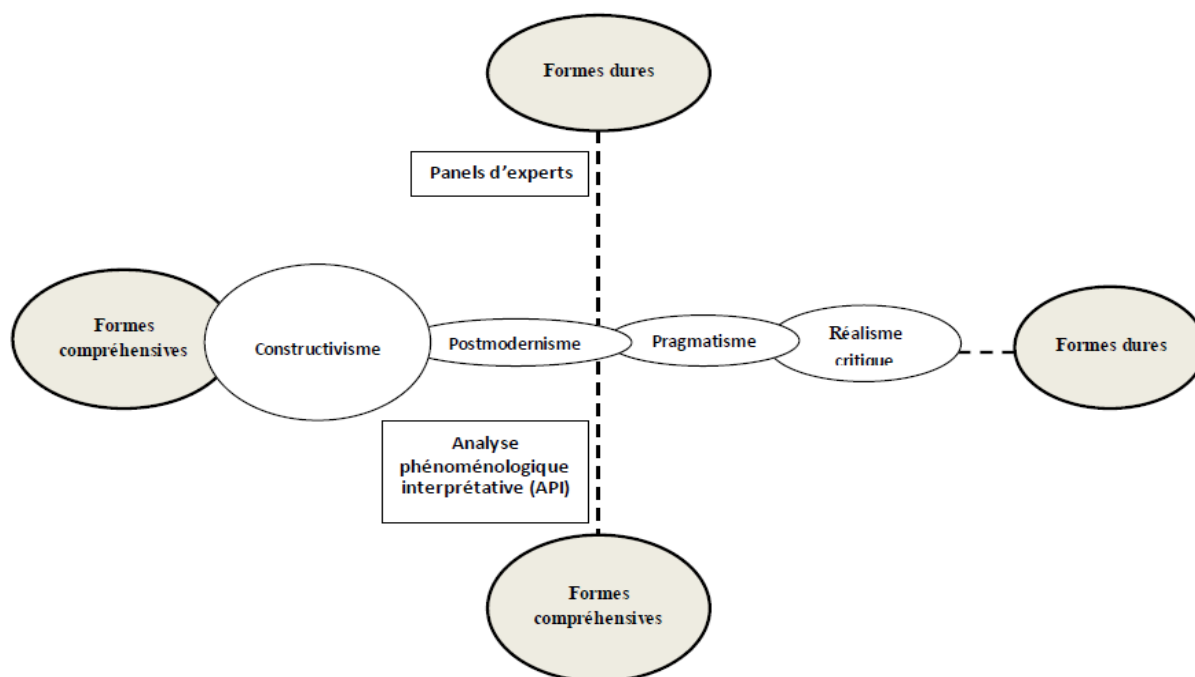 Formes dures
Panels d'experts
Formes
compréhensives
Constructivisme
Postmodernisme
Pragmatisme
Réalisme
critique
Formes dures
Analyse
phénoménologique
interprétative (API)
Formes
compréhensives